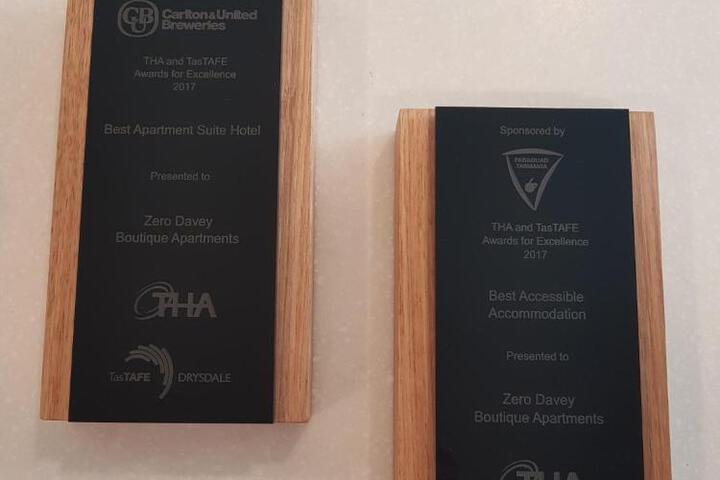 CUB
Carlton & United
Breweries
THA and TasTAFE
Awards for Excellence
2017
Best Apartment Suite Hotel
Presented to
Zero Davey
Boutique Apartments
THA
TasTAFE DRYSDALE
Sponsored by
PARAQUAD
TASMANIA
THA and TasTAFE
Awards for Excellence
2017
Best Accessible
Accommodation
Presented to
Zero Davey
Boutique Apartments
THA